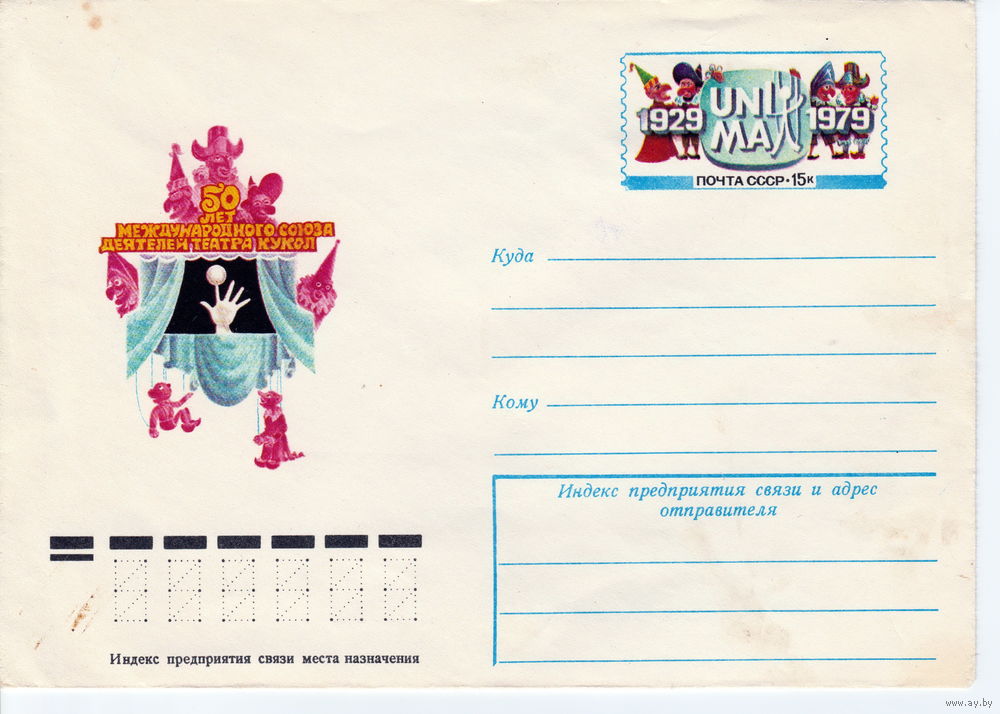 1929 UNI 1979
MA
ПОЧТА СССР·15к
50
ЛЕТ
МЕЖДУНАРОДНОГО СОЮЗА
ДЕЯТЕЛЕЙ ТЕАТРА КУКОЛ
Куда
Кому
Индекс предприятия связи и адрес
отправителя
Индекс предприятия связи места назначения
www.ay.by